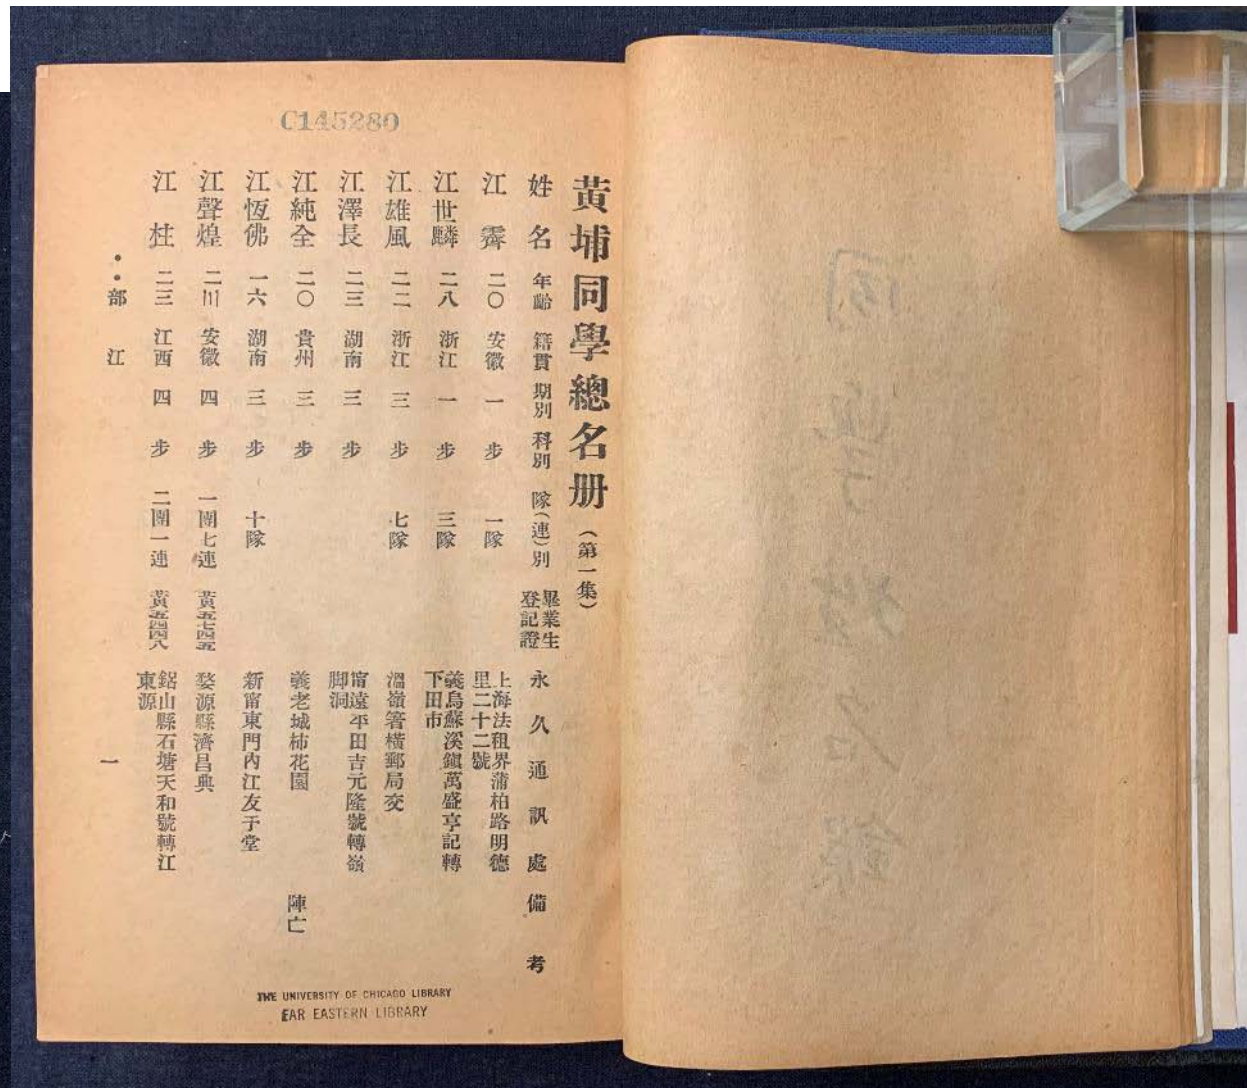 C145280
黃埔同學總名册（第一集）
姓名 年齡 籍貫 期別 科別 隊(連)別 畢業生登記證 永久通訊處 備考
江霽 二〇 安徽 一 步 一隊 上海法租界蒲柏路明德里二十二號
江世麟 二八 浙江 一 步 三隊 義烏蘇溪鎭萬盛亨記轉下田市
江雄風 二二 浙江 三 步 七隊 溫嶺箬橫郵局交
江澤長 二三 湖南 三 步 甯遠平田吉元隆號轉嶺脚洞
江純全 二〇 貴州 三 步 義老城柿花園 陣亡
江恆佛 一六 湖南 三 步 十隊 新甯東門內江友于堂
江聲煌 二川 安徽 四 步 一團七連 黃五七四五 婺源縣濟昌典
江桂 二三 江西 四 步 二團一連 黃五四四八 鉛山縣石塘天和號轉江東源
••部 江 一
THE UNIVERSITY OF CHICAGO LIBRARY
FAR EASTERN LIBRARY